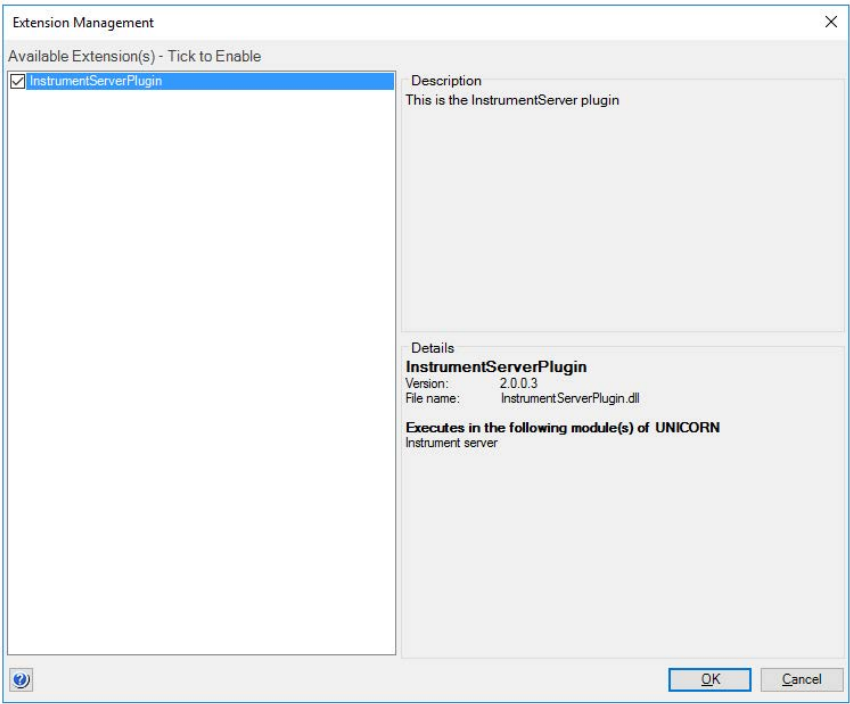 Extension Management
Available Extension(s) - Tick to Enable
InstrumentServerPlugin
Description
This is the InstrumentServer plugin
Details
InstrumentServerPlugin
Version: 2.0.0.3
File name: InstrumentServerPlugin.dll
Executes in the following module(s) of UNICORN
Instrument server
OK
Cancel